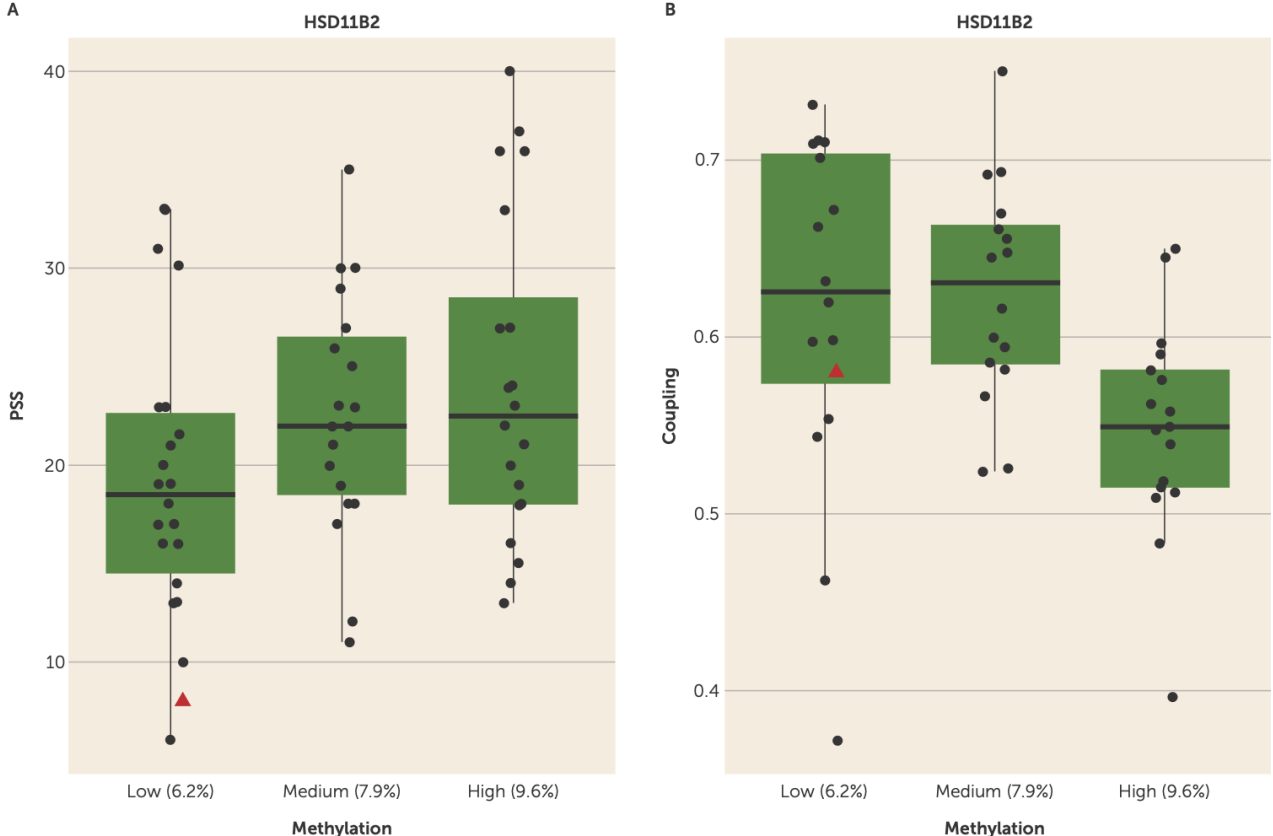 A
HSD11B2
40
30
20
10
PSS
Low (6.2%)
Medium (7.9%)
High (9.6%)
Methylation
B
HSD11B2
0.7
0.6
0.5
0.4
Coupling
Low (6.2%)
Medium (7.9%)
High (9.6%)
Methylation